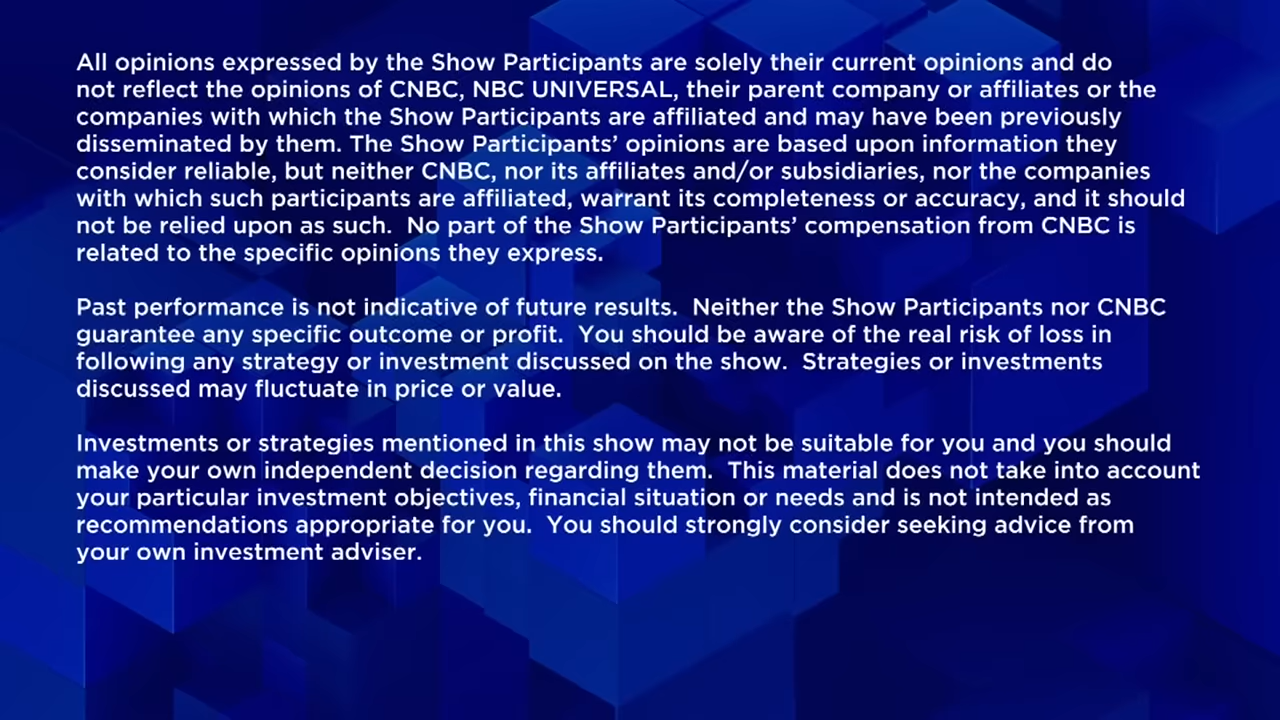 All opinions expressed by the Show Participants are solely their current opinions and do
not reflect the opinions of CNBC, NBC UNIVERSAL, their parent company or affiliates or the
companies with which the Show Participants are affiliated and may have been previously
disseminated by them. The Show Participants’ opinions are based upon information they
consider reliable, but neither CNBC, nor its affiliates and/or subsidiaries, nor the companies
with which such participants are affiliated, warrant its completeness or accuracy, and it should
not be relied upon as such.  No part of the Show Participants’ compensation from CNBC is
related to the specific opinions they express.

Past performance is not indicative of future results.  Neither the Show Participants nor CNBC
guarantee any specific outcome or profit.  You should be aware of the real risk of loss in
following any strategy or investment discussed on the show.  Strategies or investments
discussed may fluctuate in price or value.

Investments or strategies mentioned in this show may not be suitable for you and you should
make your own independent decision regarding them.  This material does not take into account
your particular investment objectives, financial situation or needs and is not intended as
recommendations appropriate for you.  You should strongly consider seeking advice from
your own investment adviser.